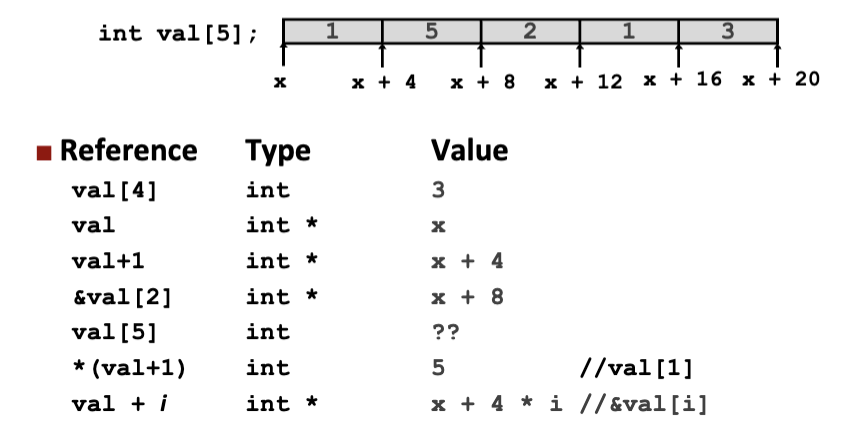 int val[5]; 1 5 2 1 3
x x + 4 x + 8 x + 12 x + 16 x + 20
Reference Type Value
val[4] int 3
val int * x
val+1 int * x + 4
&val[2] int * x + 8
val[5] int ??
*(val+1) int 5 //val[1]
val + i int * x + 4 * i //&val[i]